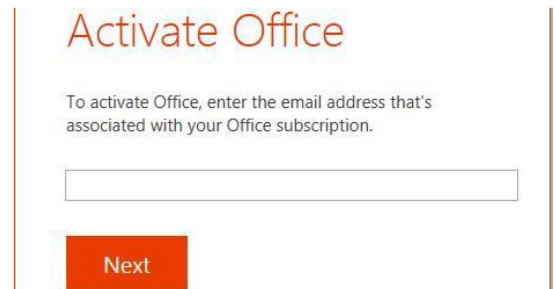 Activate Office
To activate Office, enter the email address that's
associated with your Office subscription.
Next